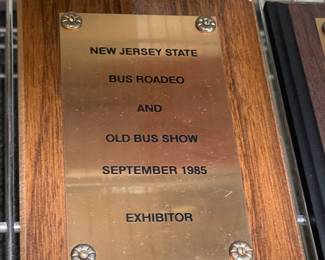 NEW JERSEY STATE
BUS ROADEO
AND
OLD BUS SHOW
SEPTEMBER 1985
EXHIBITOR